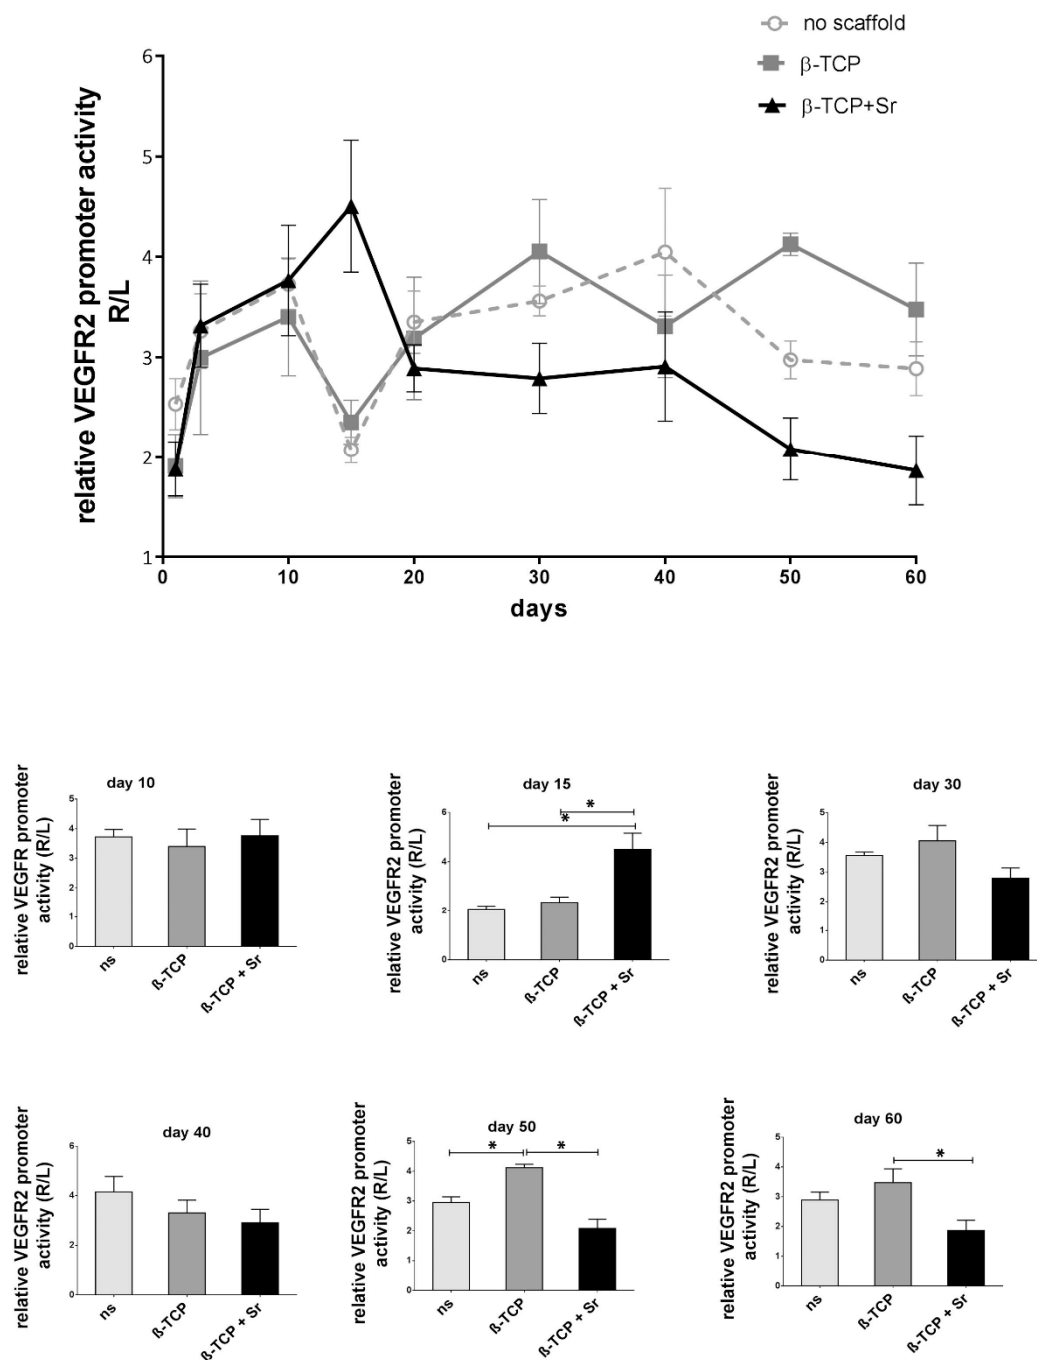 no scaffold
β-TCP
β-TCP+Sr
relative VEGFR2 promoter activity
R/L
6
5
4
3
2
1
0
10
20
30
40
50
60
days
day 10
relative VEGFR promoter
activity (R/L)
5
4
3
2
1
0
ns
ß-TCP
ß-TCP + Sr
day 15
relative VEGFR2 promoter
activity (R/L)
6
4
2
0
*
*
ns
ß-TCP
ß-TCP + Sr
day 30
relative VEGFR2 promoter
activity (R/L)
5
4
3
2
1
0
ns
ß-TCP
ß-TCP + Sr
day 40
relative VEGFR2 promoter
activity (R/L)
6
4
2
0
ns
ß-TCP
ß-TCP + Sr
day 50
relative VEGFR2 promoter
activity (R/L)
5
4
3
2
1
0
*
*
ns
ß-TCP
ß-TCP + Sr
day 60
relative VEGFR2 promoter
activity (R/L)
5
4
3
2
1
0
*
ns
ß-TCP
ß-TCP + Sr